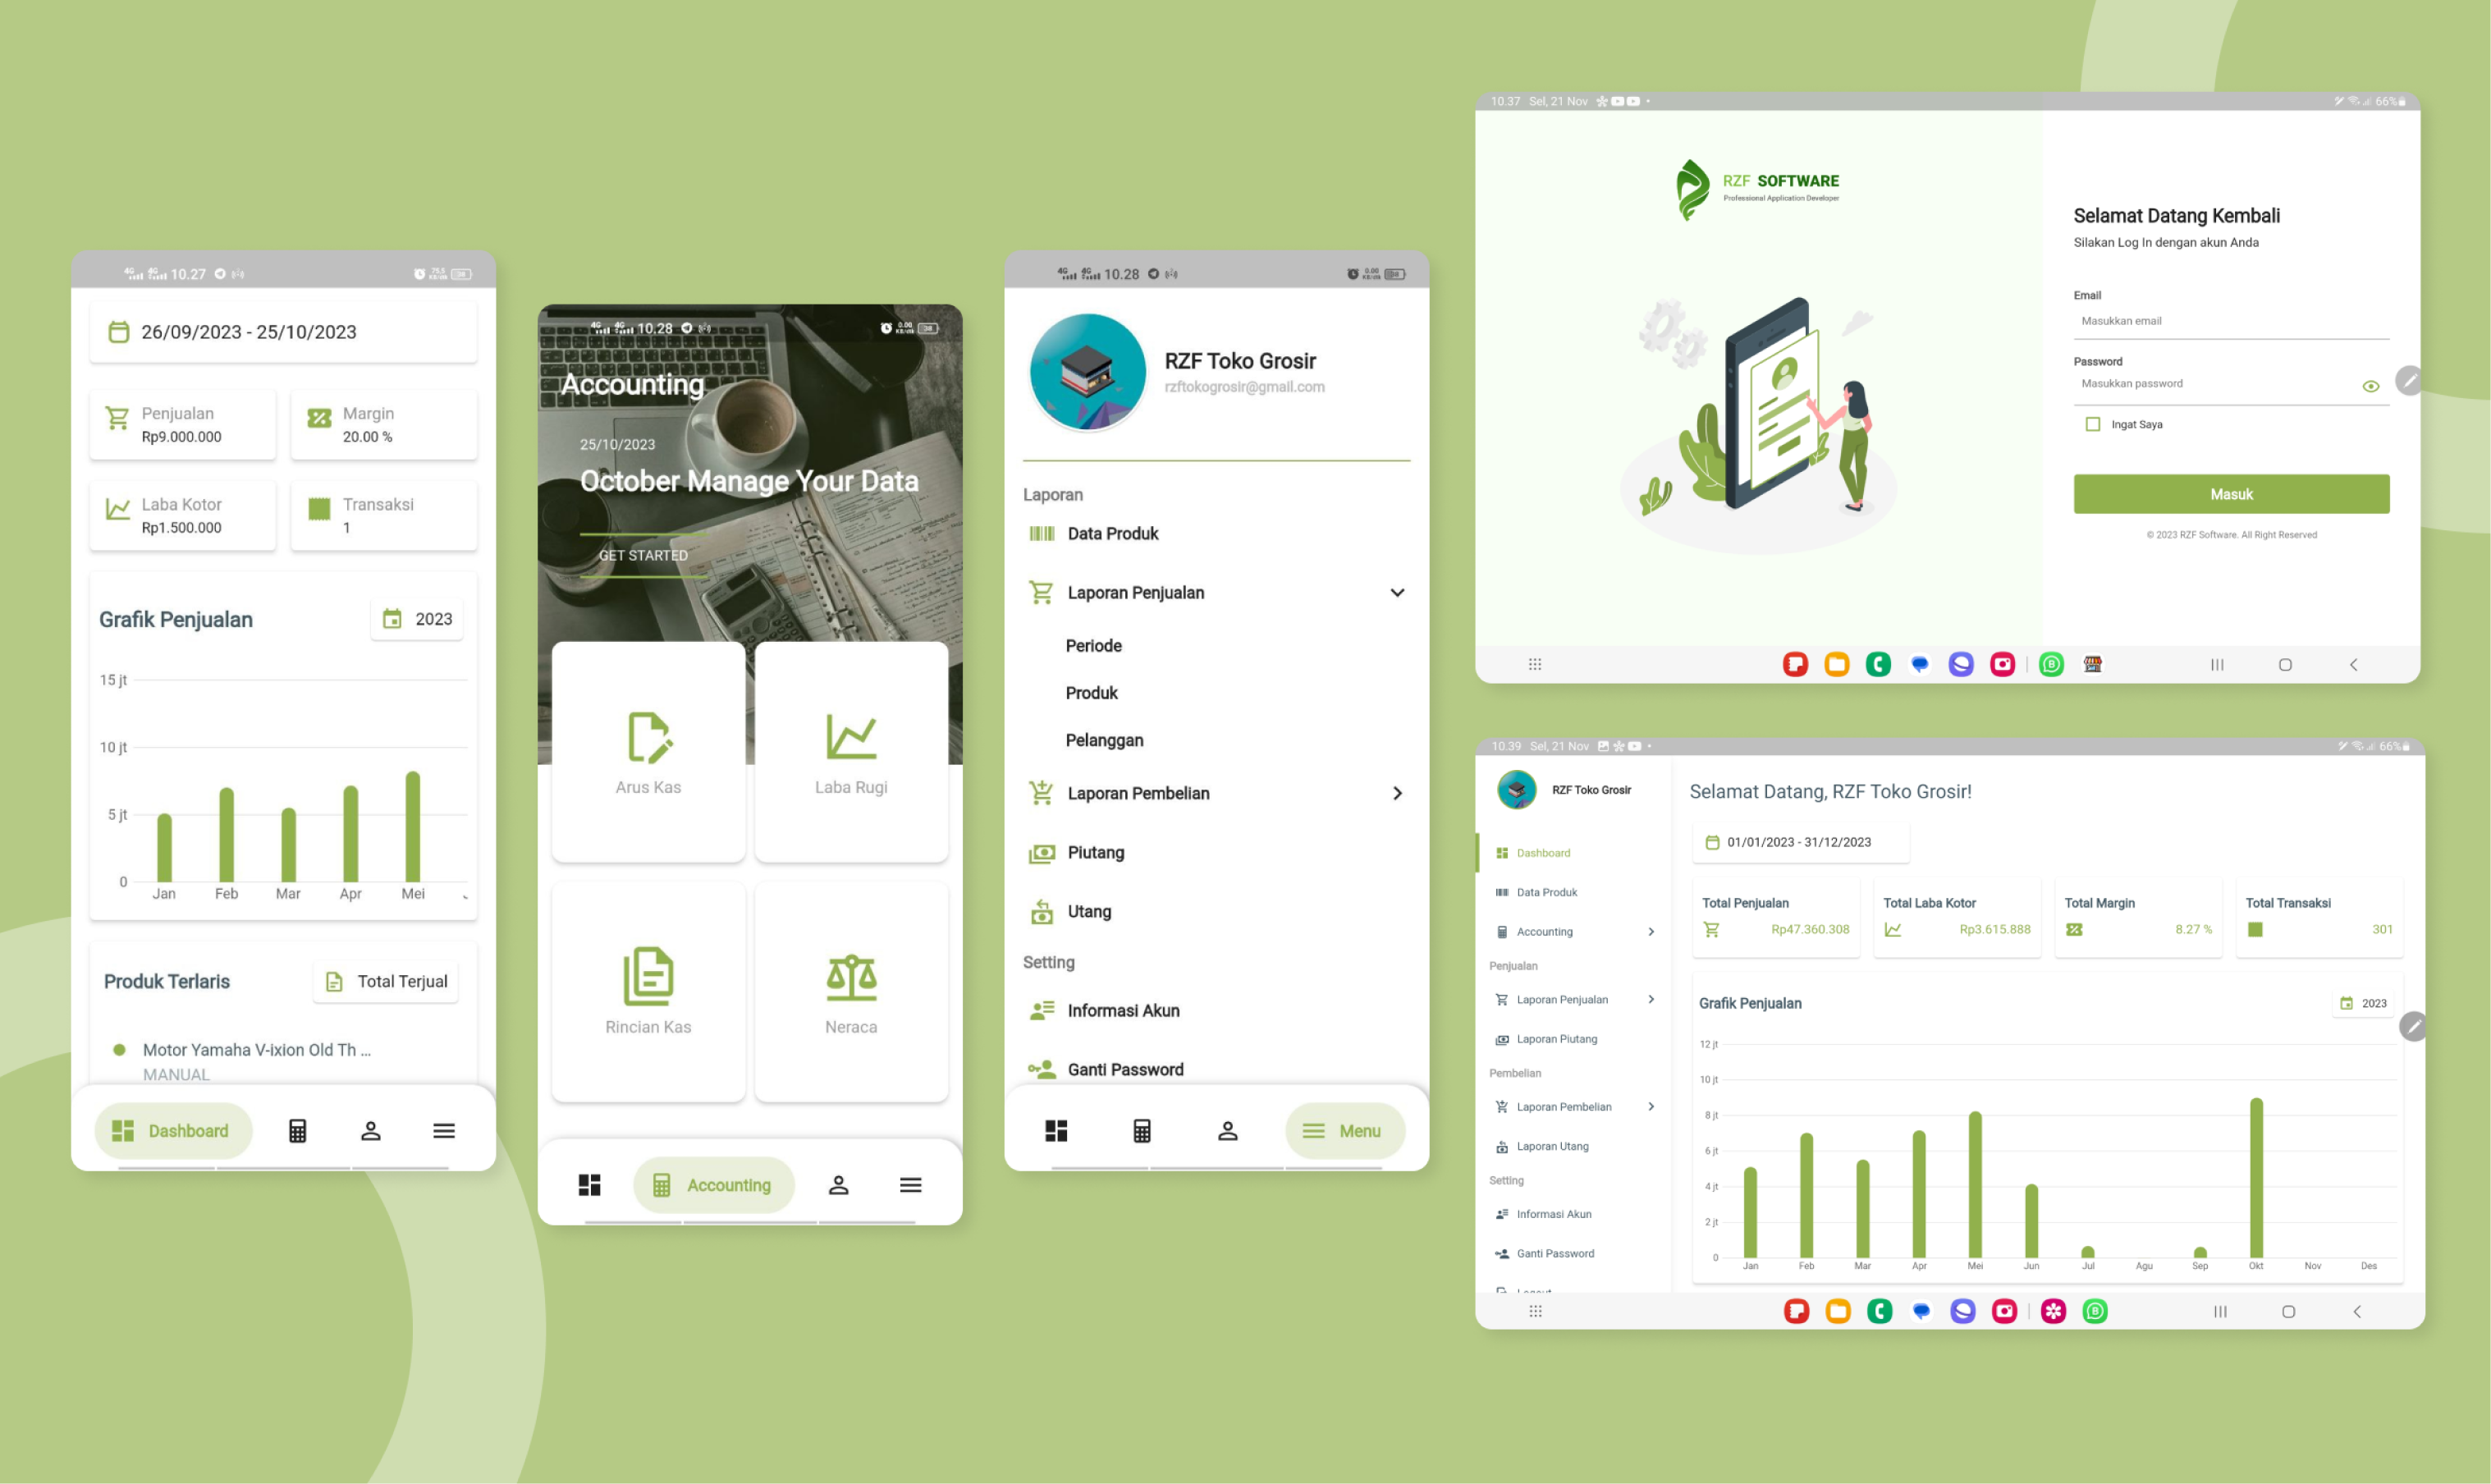 10.27
26/09/2023 - 25/10/2023
Penjualan
Rp9.000.000
Margin
20.00 %
Laba Kotor
Rp1.500.000
Transaksi
1
Grafik Penjualan
2023
15 jt
10 jt
5 jt
0
Jan Feb Mar Apr Mei
Produk Terlaris
Total Terjual
Motor Yamaha V-ixion Old Th ...
MANUAL
Dashboard
10.28
Accounting
25/10/2023
October Manage Your Data
GET STARTED
Arus Kas
Laba Rugi
Rincian Kas
Neraca
Accounting
10.28
RZF Toko Grosir
rzftokogrosir@gmail.com
Laporan
Data Produk
Laporan Penjualan
Periode
Produk
Pelanggan
Laporan Pembelian
Piutang
Utang
Setting
Informasi Akun
Ganti Password
Menu
10.37 Sel, 21 Nov
66%
RZF SOFTWARE
Professional Application Developer
Selamat Datang Kembali
Silakan Log In dengan akun Anda
Email
Masukkan email
Password
Masukkan password
Ingat Saya
Masuk
© 2023 RZF Software. All Right Reserved
10.39 Sel, 21 Nov
66%
RZF Toko Grosir
Dashboard
Data Produk
Accounting
Penjualan
Laporan Penjualan
Laporan Piutang
Pembelian
Laporan Pembelian
Laporan Utang
Setting
Informasi Akun
Ganti Password
Selamat Datang, RZF Toko Grosir!
01/01/2023 - 31/12/2023
Total Penjualan
Rp47.360.308
Total Laba Kotor
Rp3.615.888
Total Margin
8.27 %
Total Transaksi
301
Grafik Penjualan
2023
12 jt
10 jt
8 jt
6 jt
4 jt
2 jt
0
Jan Feb Mar Apr Mei Jun Jul Agu Sep Okt Nov Des